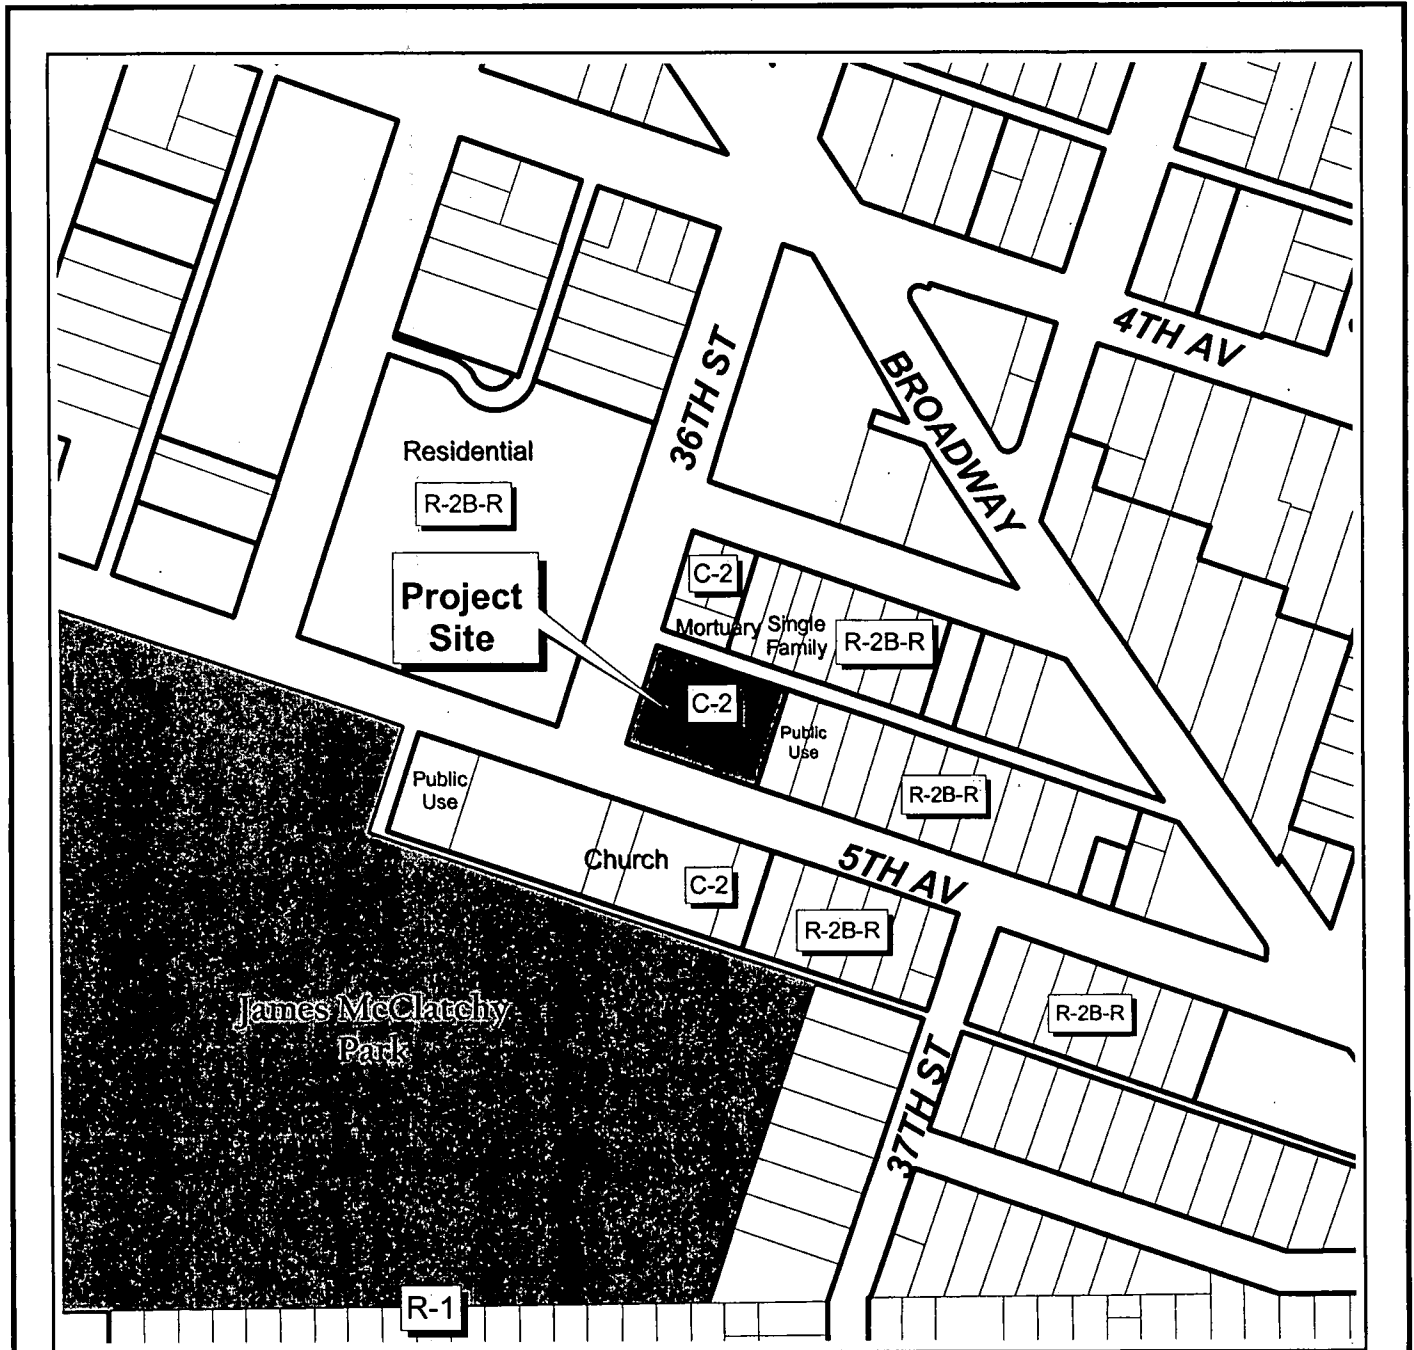 4TH AV
36TH ST
BROADWAY
Residential
R-2B-R
Project
Site
C-2
Mortuary
Single
Family
R-2B-R
C-2
Public
Use
Public
Use
R-2B-R
Church
C-2
5TH AV
R-2B-R
James McClatchy
Park
R-2B-R
37TH ST
R-1